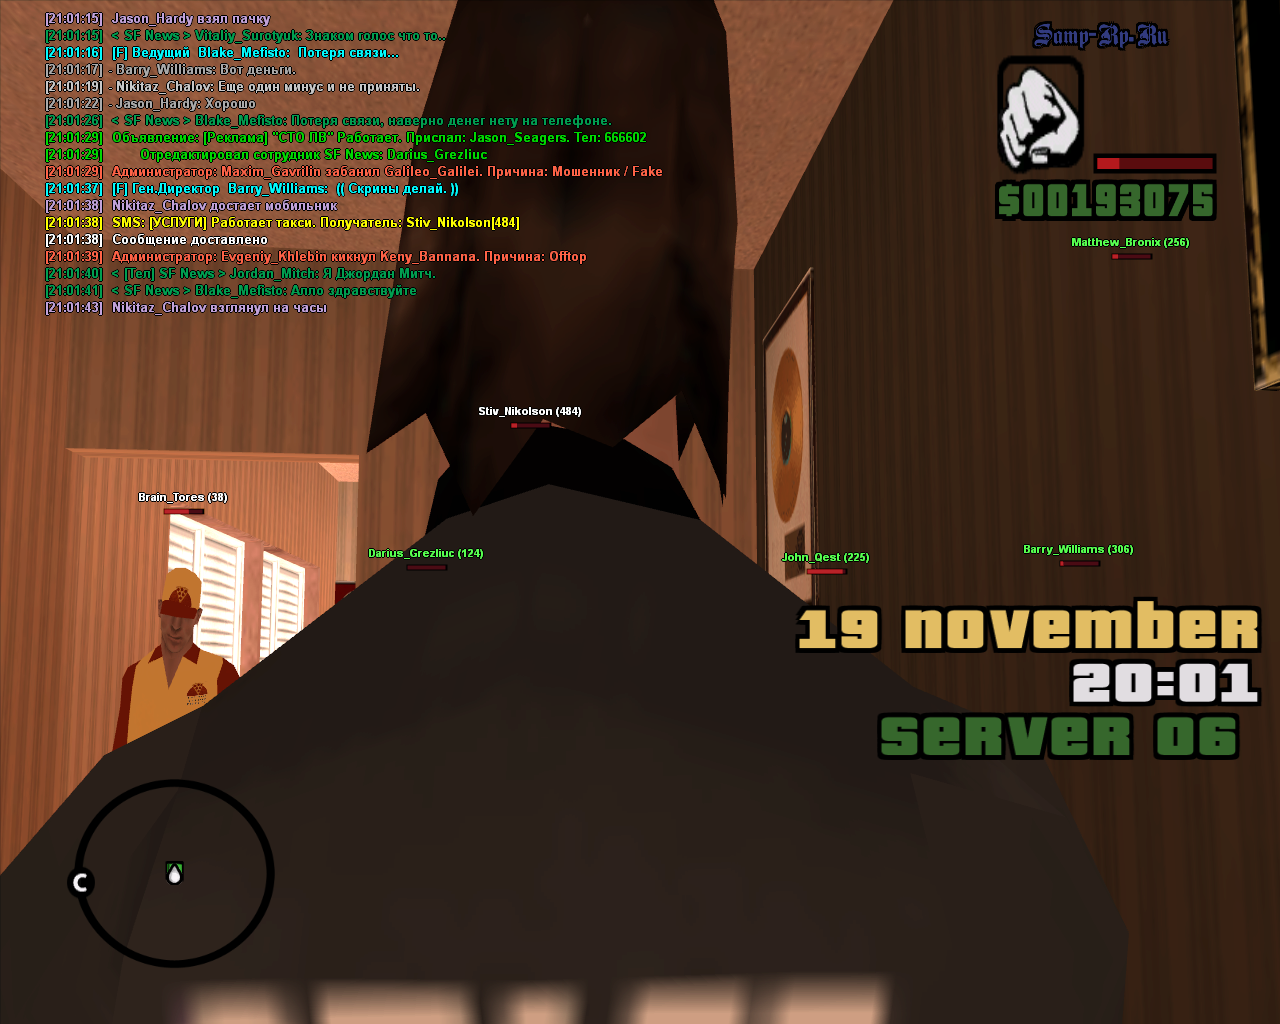 [21:01:15] Jason_Hardy взял пачку
[21:01:15] < SF News > Vitaliy_Surotyuk: Знаком голос что то..
[21:01:16] [F] Ведущий Blake_Mefisto: Потеря связи...
[21:01:17] - Barry_Williams: Вот деньги.
[21:01:19] - Nikitaz_Chalov: Еще один минус и не приняты.
[21:01:22] - Jason_Hardy: Хорошо
[21:01:26] < SF News > Blake_Mefisto: Потеря связи, наверно денег нету на телефоне.
[21:01:29] Объявление: [Реклама] "СТО ЛВ" Работает. Прислал: Jason_Seagers. Тел: 666602
[21:01:29] Отредактировал сотрудник SF News: Darius_Grezliuc
[21:01:29] Администратор: Maxim_Gavrilin забанил Galileo_Galilei. Причина: Мошенник / Fake
[21:01:37] [F] Ген.Директор Barry_Williams: (( Скрины делай. ))
[21:01:38] Nikitaz_Chalov достает мобильник
[21:01:38] SMS: [УСЛУГИ] Работает такси. Получатель: Stiv_Nikolson[484]
[21:01:38] Сообщение доставлено
[21:01:39] Администратор: Evgeniy_Khlebin кикнул Keny_Bannana. Причина: Offtop
[21:01:40] < [Тел] SF News > Jordan_Mitch: Я Джордан Митч.
[21:01:41] < SF News > Blake_Mefisto: Алло здравствуйте
[21:01:43] Nikitaz_Chalov взглянул на часы
Samp-Rp.Ru
$00193075
Matthew_Bronix (256)
Stiv_Nikolson (484)
Brain_Tores (38)
Darius_Grezliuc (124)
John_Qest (225)
Barry_Williams (306)
19 november
20:01
server 06
C